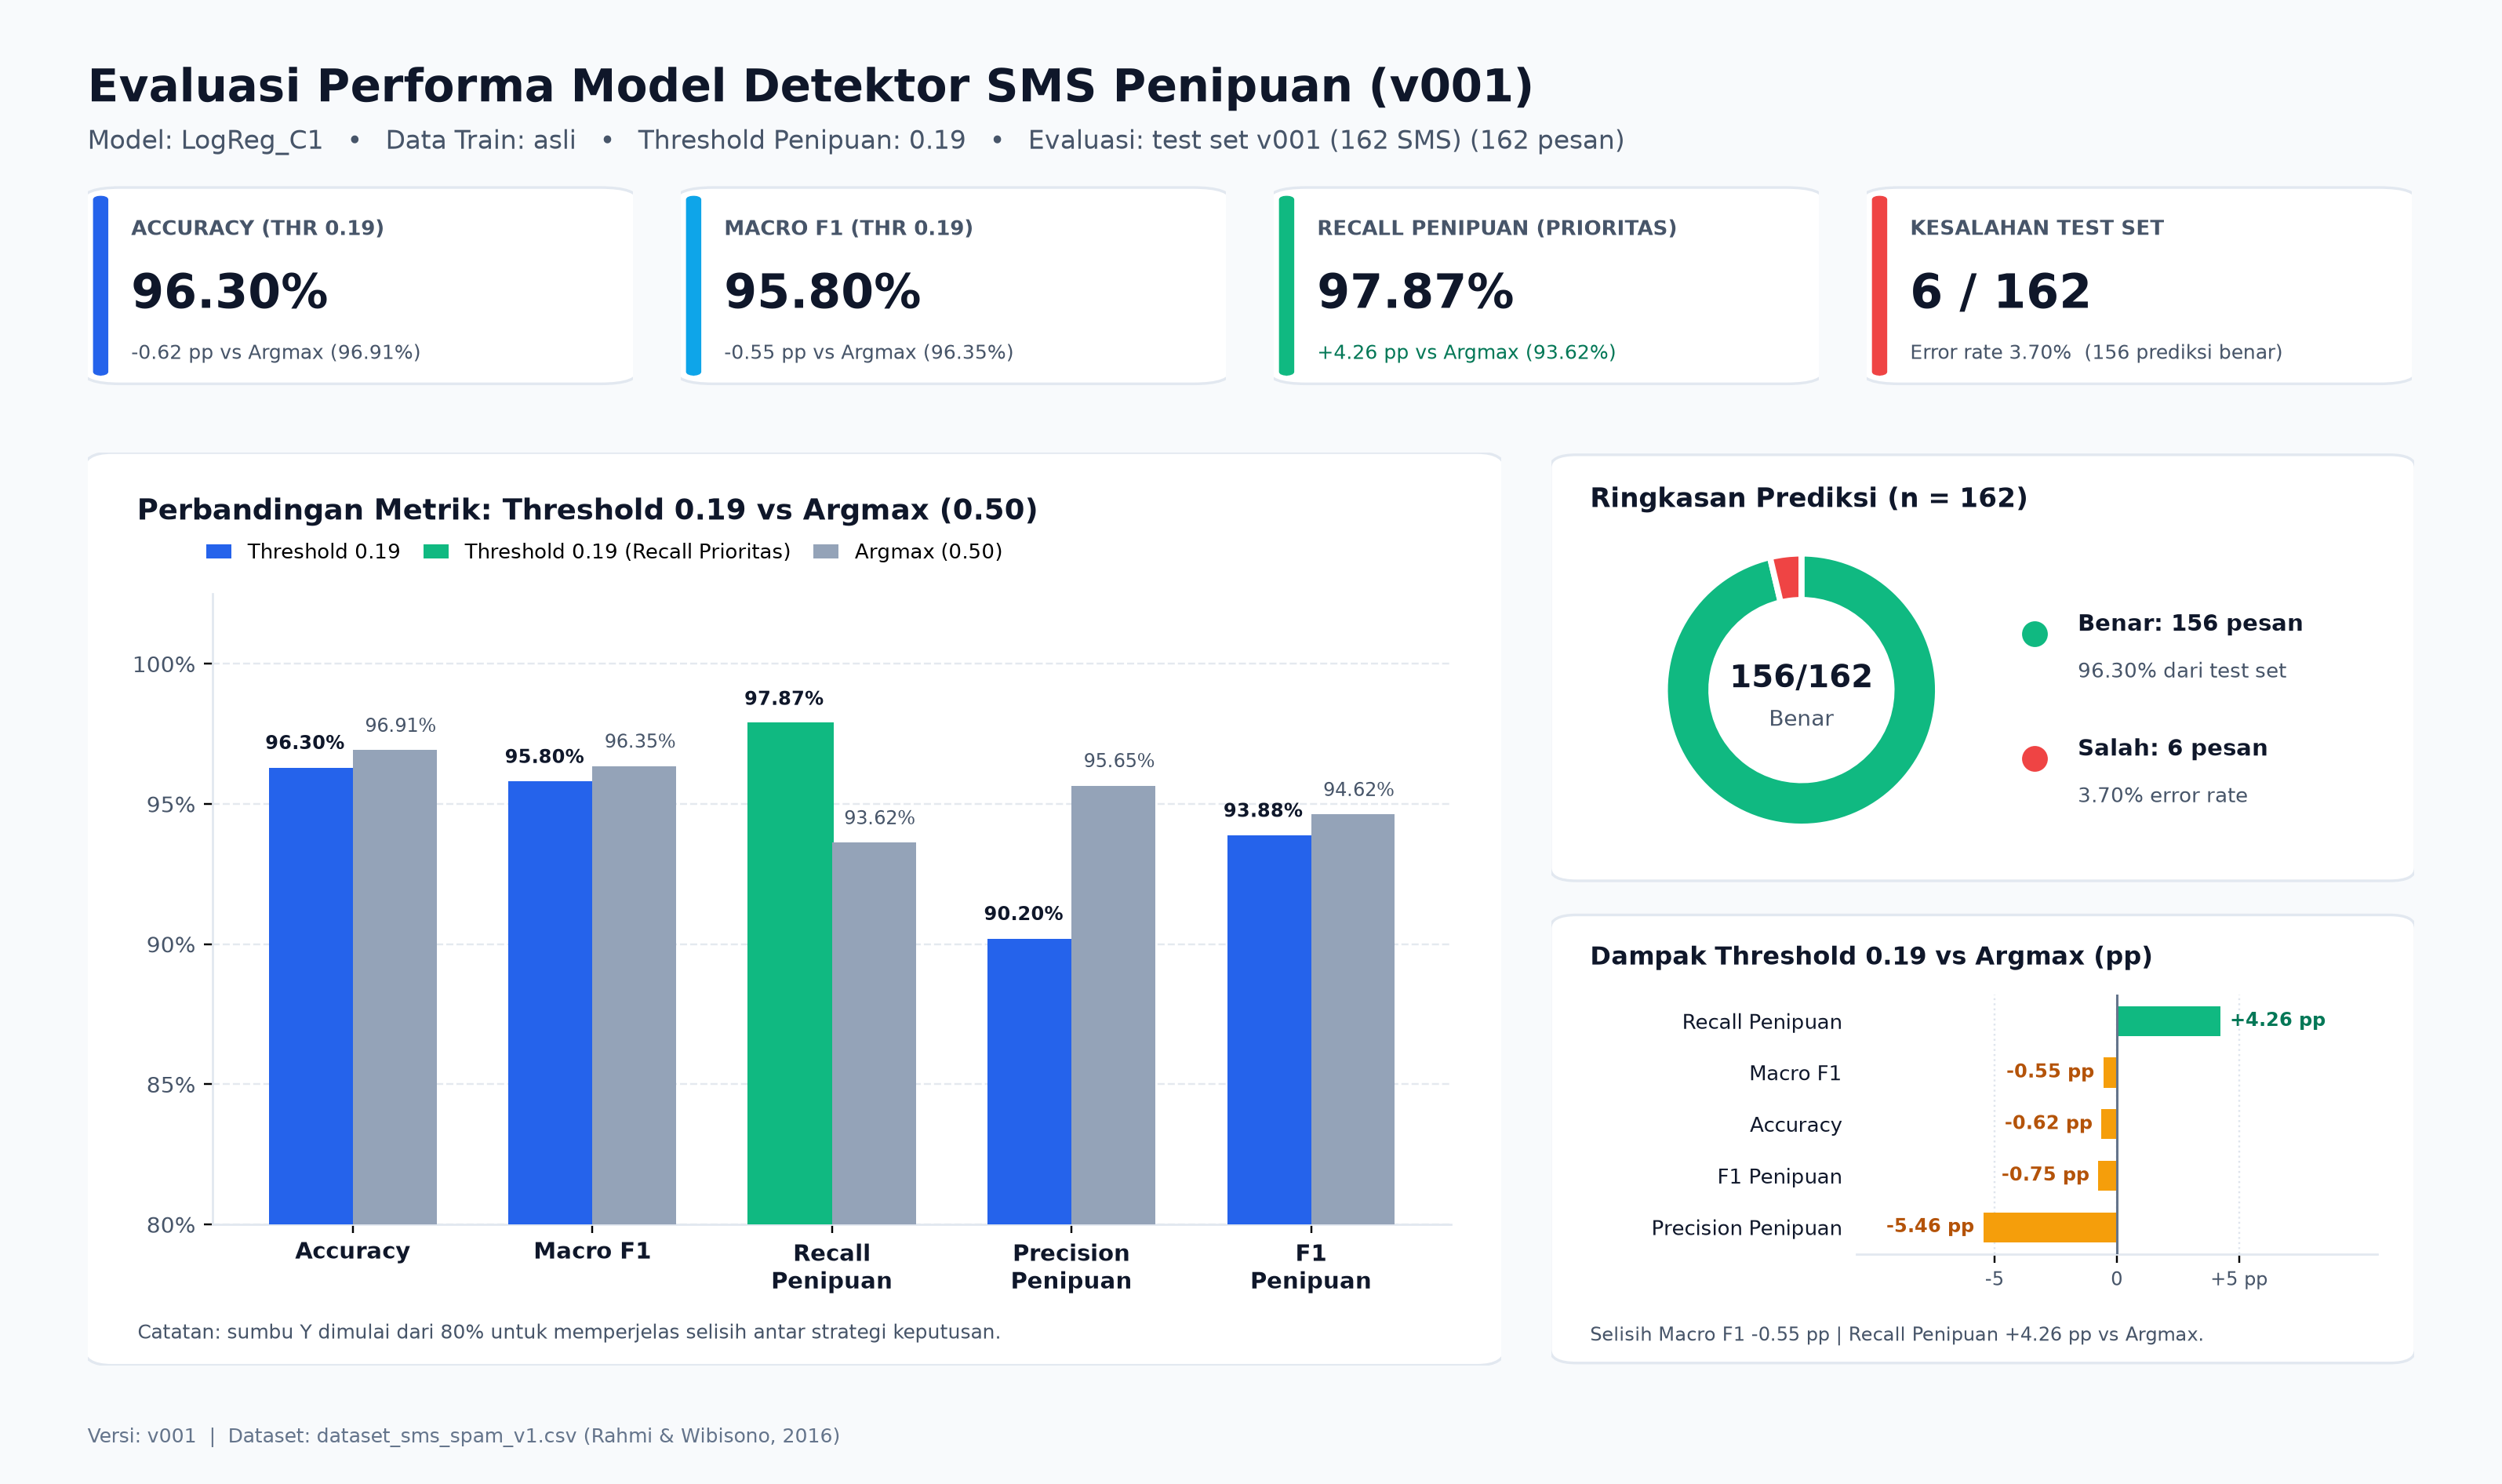 Evaluasi Performa Model Detektor SMS Penipuan (v001)
Model: LogReg_C1 • Data Train: asli • Threshold Penipuan: 0.19 • Evaluasi: test set v001 (162 SMS) (162 pesan)
ACCURACY (THR 0.19)
96.30%
-0.62 pp vs Argmax (96.91%)
MACRO F1 (THR 0.19)
95.80%
-0.55 pp vs Argmax (96.35%)
RECALL PENIPUAN (PRIORITAS)
97.87%
+4.26 pp vs Argmax (93.62%)
KESALAHAN TEST SET
6 / 162
Error rate 3.70% (156 prediksi benar)
Perbandingan Metrik: Threshold 0.19 vs Argmax (0.50)
Threshold 0.19
Threshold 0.19 (Recall Prioritas)
Argmax (0.50)
100%
95%
90%
85%
80%
96.30%
96.91%
95.80%
96.35%
97.87%
93.62%
90.20%
95.65%
93.88%
94.62%
Accuracy
Macro F1
Recall
Penipuan
Precision
Penipuan
F1
Penipuan
Catatan: sumbu Y dimulai dari 80% untuk memperjelas selisih antar strategi keputusan.
Ringkasan Prediksi (n = 162)
156/162
Benar
Benar: 156 pesan
96.30% dari test set
Salah: 6 pesan
3.70% error rate
Dampak Threshold 0.19 vs Argmax (pp)
Recall Penipuan
+4.26 pp
Macro F1
-0.55 pp
Accuracy
-0.62 pp
F1 Penipuan
-0.75 pp
Precision Penipuan
-5.46 pp
-5
0
+5 pp
Selisih Macro F1 -0.55 pp | Recall Penipuan +4.26 pp vs Argmax.
Versi: v001 | Dataset: dataset_sms_spam_v1.csv (Rahmi & Wibisono, 2016)